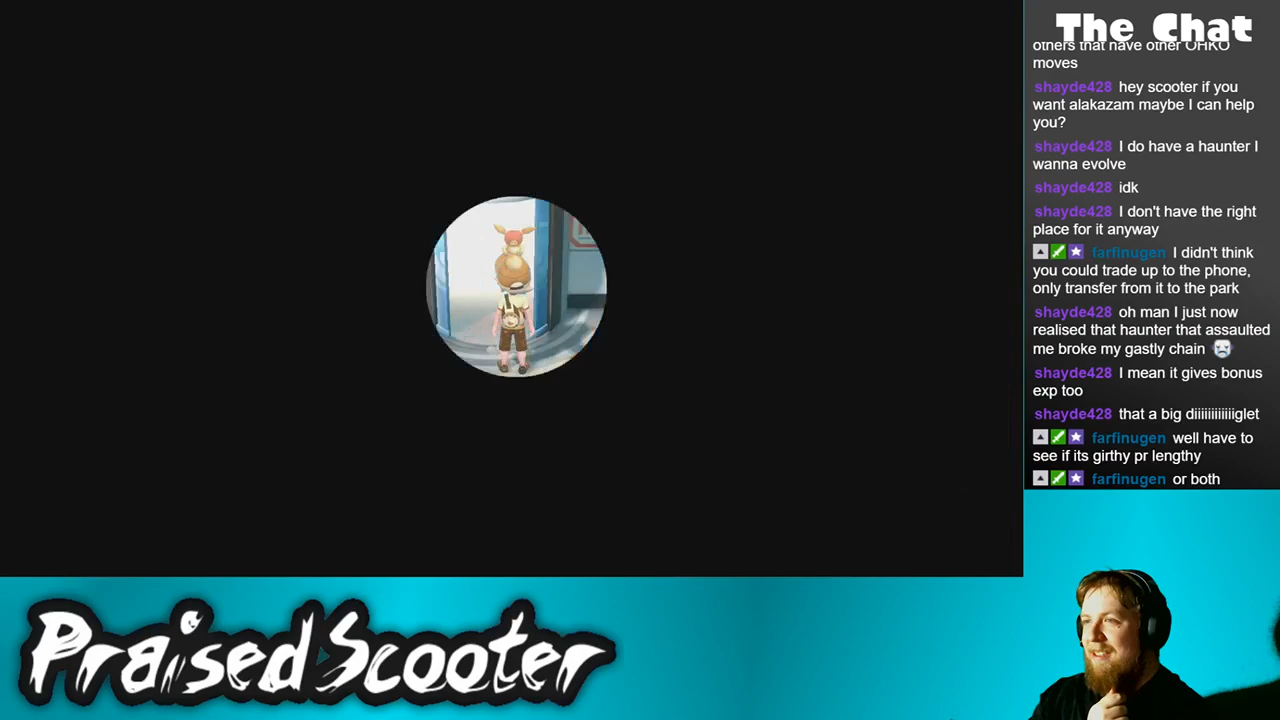 The Chat
others that have other OHKO
moves
shayde428 hey scooter if you
want alakazam maybe I can help
you?
shayde428 I do have a haunter I
wanna evolve
shayde428 idk
shayde428 I don't have the right
place for it anyway
farfinugen I didn't think
you could trade up to the phone,
only transfer from it to the park
shayde428 oh man I just now
realised that haunter that assaulted
me broke my gastly chain
shayde428 I mean it gives bonus
exp too
shayde428 that a big diiiiiiiiiiiiglet
farfinugen well have to
see if its girthy pr lengthy
farfinugen or both
PraisedScooter